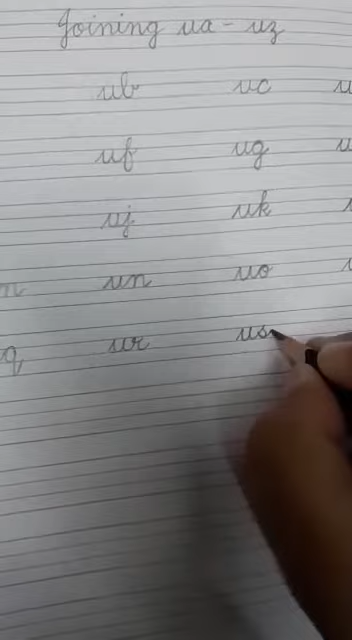 Joining ua - uz
ub uc u
uf ug u
uj uk
un uo
q ur us